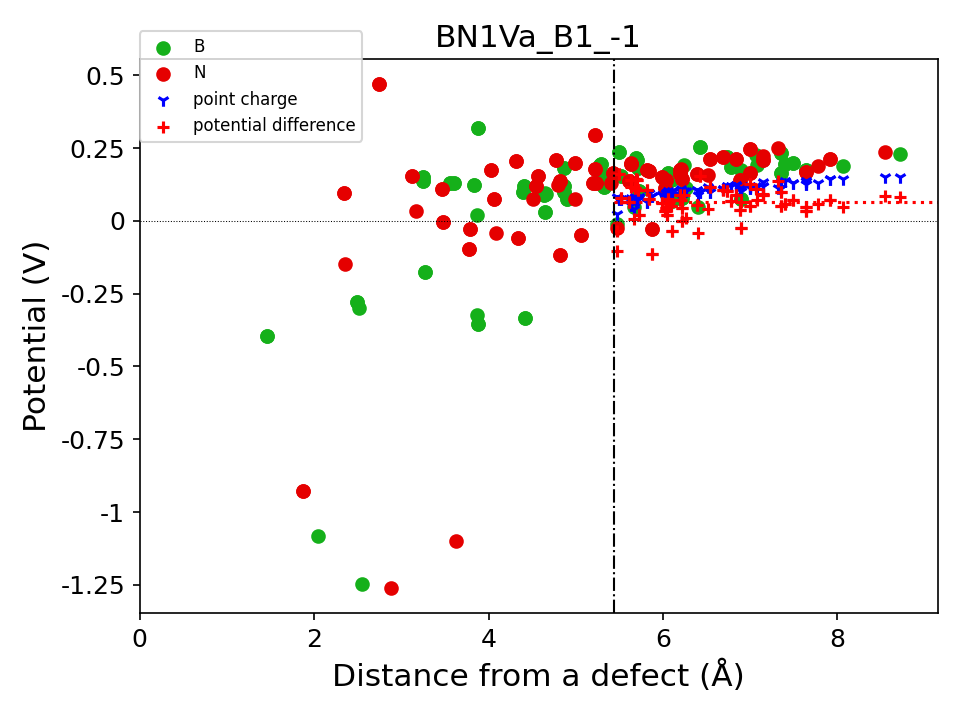 BN1Va_B1_-1
B
N
point charge
potential difference
0.5
0.25
0
-0.25
-0.5
-0.75
-1
-1.25
Potential (V)
0 2 4 6 8
Distance from a defect (Å)